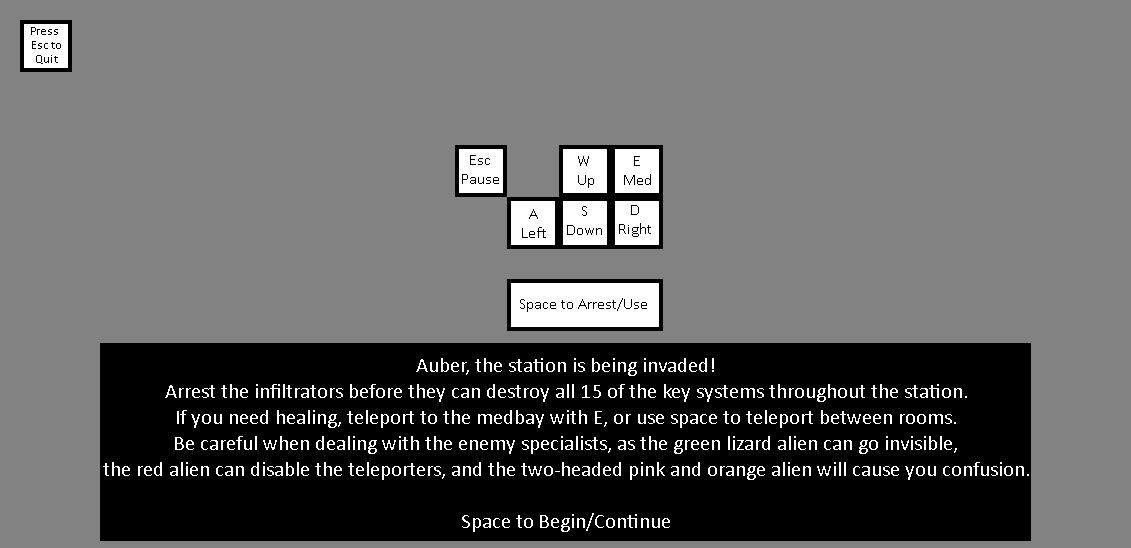 Press
Esc to
Quit
Esc
Pause
W
Up
E
Med
A
Left
S
Down
D
Right
Space to Arrest/Use
Auber, the station is being invaded!
Arrest the infiltrators before they can destroy all 15 of the key systems throughout the station.
If you need healing, teleport to the medbay with E, or use space to teleport between rooms.
Be careful when dealing with the enemy specialists, as the green lizard alien can go invisible,
the red alien can disable the teleporters, and the two-headed pink and orange alien will cause you confusion.
Space to Begin/Continue